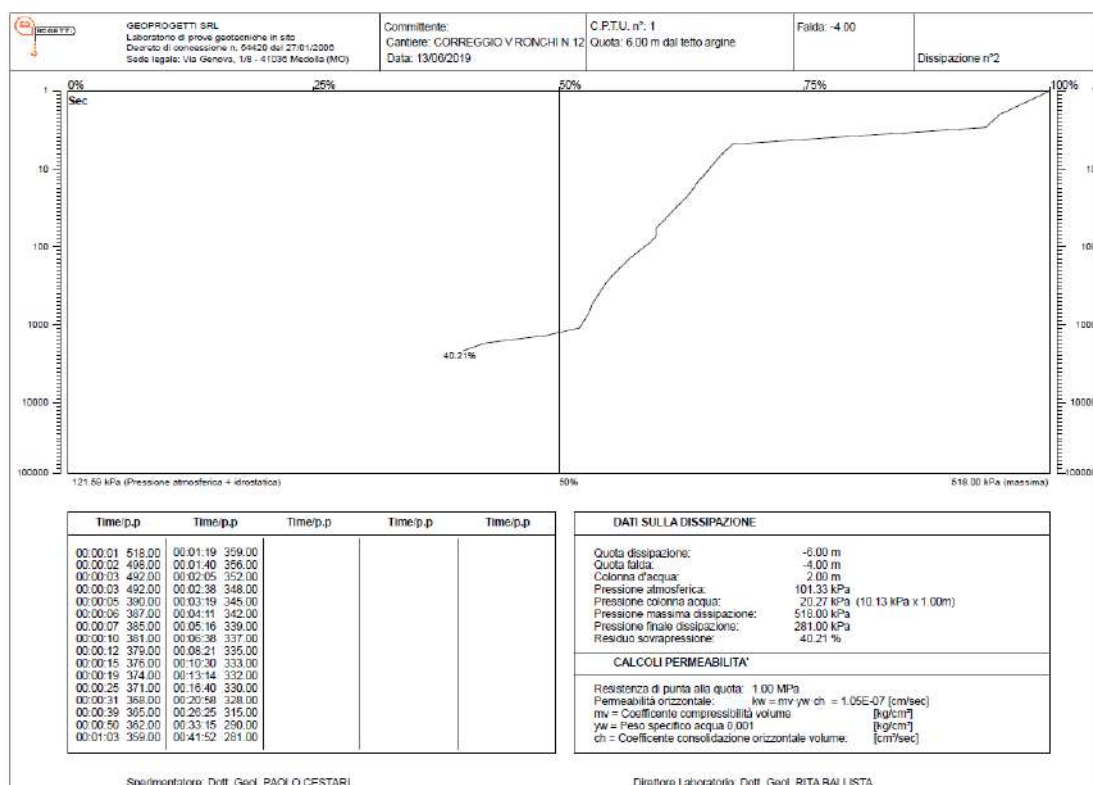 GEOPROGETTI SRL
Laboratorio di prove geotecniche in sito
Decreto di concessione n. 54420 del 27/01/2006
Sede legale: Via Genova, 1/8 - 41036 Medolla (MO)
Committente:
Cantiere: CORREGGIO V RONCHI N 12
Data: 13/06/2019
C.P.T.U. n°: 1
Quota: 6.00 m dal tetto argine
Falda: -4.00
Dissipazione n°2
0% 25% 50% 75% 100%
Sec
1
10
100
1000
10000
100000
40.21%
121.59 kPa (Pressione atmosferica + idrostatica) 50% 518.00 kPa (massima)
Time/p.p Time/p.p Time/p.p Time/p.p Time/p.p
00:00:01 518.00 00:01:19 359.00
00:00:02 498.00 00:01:40 356.00
00:00:03 492.00 00:02:05 352.00
00:00:03 492.00 00:02:38 348.00
00:00:05 390.00 00:03:19 345.00
00:00:06 387.00 00:04:11 342.00
00:00:07 385.00 00:05:16 339.00
00:00:10 381.00 00:06:38 337.00
00:00:12 379.00 00:08:21 335.00
00:00:15 376.00 00:10:30 333.00
00:00:19 374.00 00:13:14 332.00
00:00:25 371.00 00:16:40 330.00
00:00:31 368.00 00:20:58 328.00
00:00:39 365.00 00:26:25 315.00
00:00:50 362.00 00:33:15 290.00
00:01:03 359.00 00:41:52 281.00
DATI SULLA DISSIPAZIONE
Quota dissipazione: -6.00 m
Quota falda: -4.00 m
Colonna d'acqua: 2.00 m
Pressione atmosferica: 101.33 kPa
Pressione colonna acqua: 20.27 kPa (10.13 kPa x 1.00m)
Pressione massima dissipazione: 518.00 kPa
Pressione finale dissipazione: 281.00 kPa
Residuo sovrapressione: 40.21 %
CALCOLI PERMEABILITA'
Resistenza di punta alla quota: 1.00 MPa
Permeabilità orizzontale: kw = mv·yw·ch = 1.05E-07 [cm/sec]
mv = Coefficente compressibilità volume [kg/cm²]
yw = Peso specifico acqua 0,001 [kg/cm³]
ch = Coefficente consolidazione orizzontale volume: [cm²/sec]
Sperimentatore: Dott. Geol. PAOLO CESTARI
Direttore Laboratorio: Dott. Geol. RITA BALLISTA